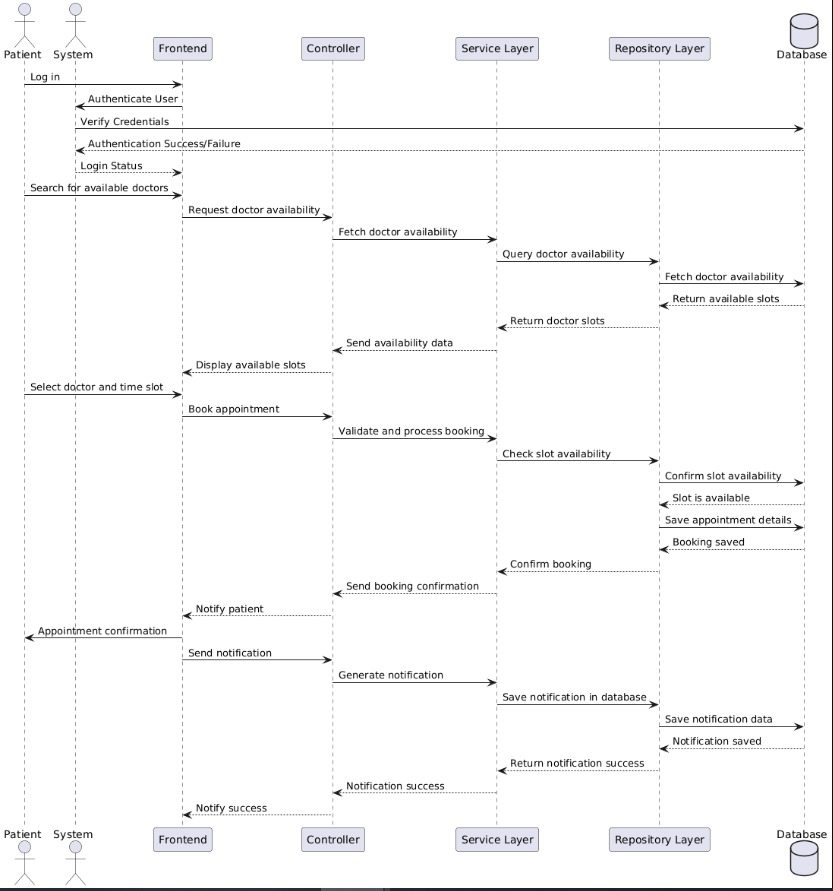 Patient System Frontend Controller Service Layer Repository Layer Database
Log in
Authenticate User
Verify Credentials
Authentication Success/Failure
Login Status
Search for available doctors
Request doctor availability
Fetch doctor availability
Query doctor availability
Fetch doctor availability
Return available slots
Return doctor slots
Send availability data
Display available slots
Select doctor and time slot
Book appointment
Validate and process booking
Check slot availability
Confirm slot availability
Slot is available
Save appointment details
Booking saved
Confirm booking
Send booking confirmation
Notify patient
Appointment confirmation
Send notification
Generate notification
Save notification in database
Save notification data
Notification saved
Return notification success
Notification success
Notify success
Patient System Frontend Controller Service Layer Repository Layer Database